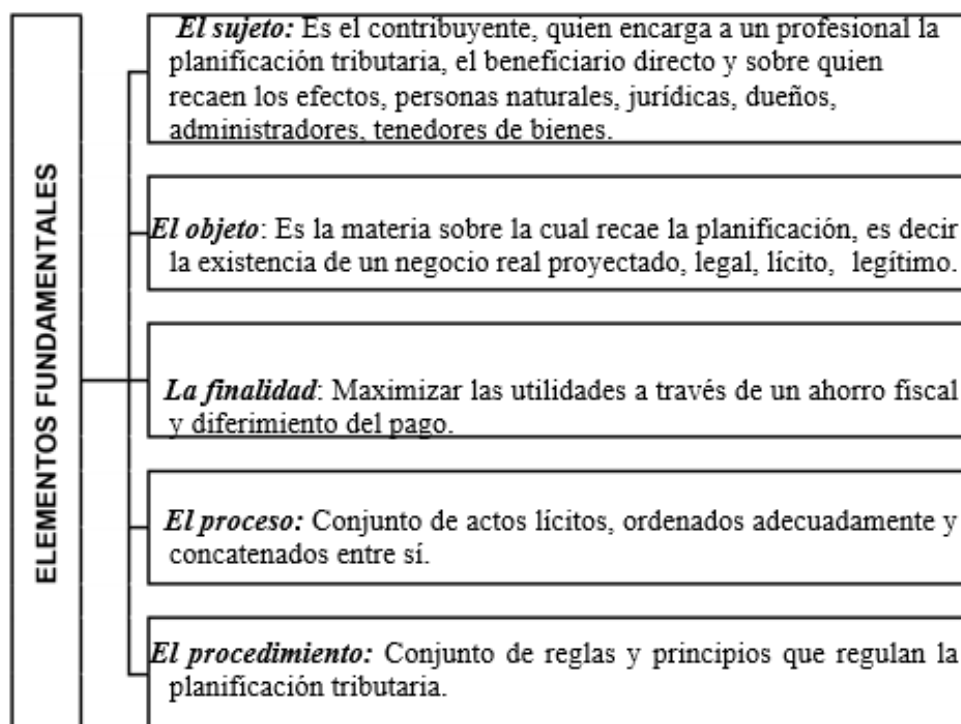 ELEMENTOS FUNDAMENTALES
El sujeto: Es el contribuyente, quien encarga a un profesional la
planificación tributaria, el beneficiario directo y sobre quien
recaen los efectos, personas naturales, jurídicas, dueños,
administradores, tenedores de bienes.
El objeto: Es la materia sobre la cual recae la planificación, es decir
la existencia de un negocio real proyectado, legal, lícito, legítimo.
La finalidad: Maximizar las utilidades a través de un ahorro fiscal
y diferimiento del pago.
El proceso: Conjunto de actos lícitos, ordenados adecuadamente y
concatenados entre sí.
El procedimiento: Conjunto de reglas y principios que regulan la
planificación tributaria.